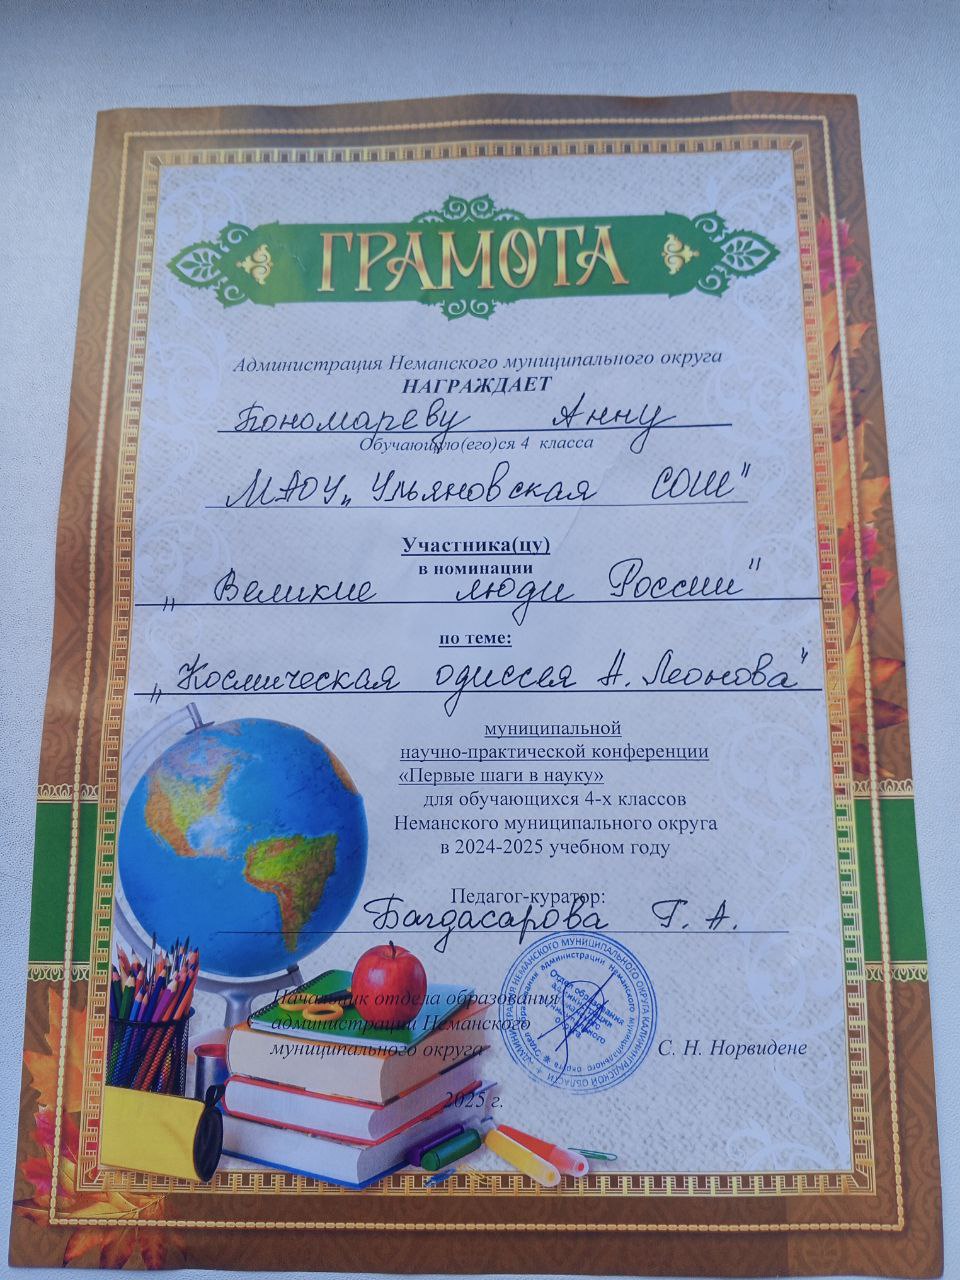 ГРАМОТА
Администрация Неманского муниципального округа
НАГРАЖДАЕТ
Пономареву Анну
Обучающую(его)ся 4 класса
МАОУ „Ульяновская СОШ"
Участника(цу)
в номинации
„Великие люди России"
по теме:
„Космическая одиссея А. Леонова"
муниципальной
научно-практической конференции
«Первые шаги в науку»
для обучающихся 4-х классов
Неманского муниципального округа
в 2024-2025 учебном году
Педагог-куратор:
Багдасарова Г. А.
Начальник отдела образования
администрации Неманского
муниципального округа
С. Н. Норвидене
2025 г.